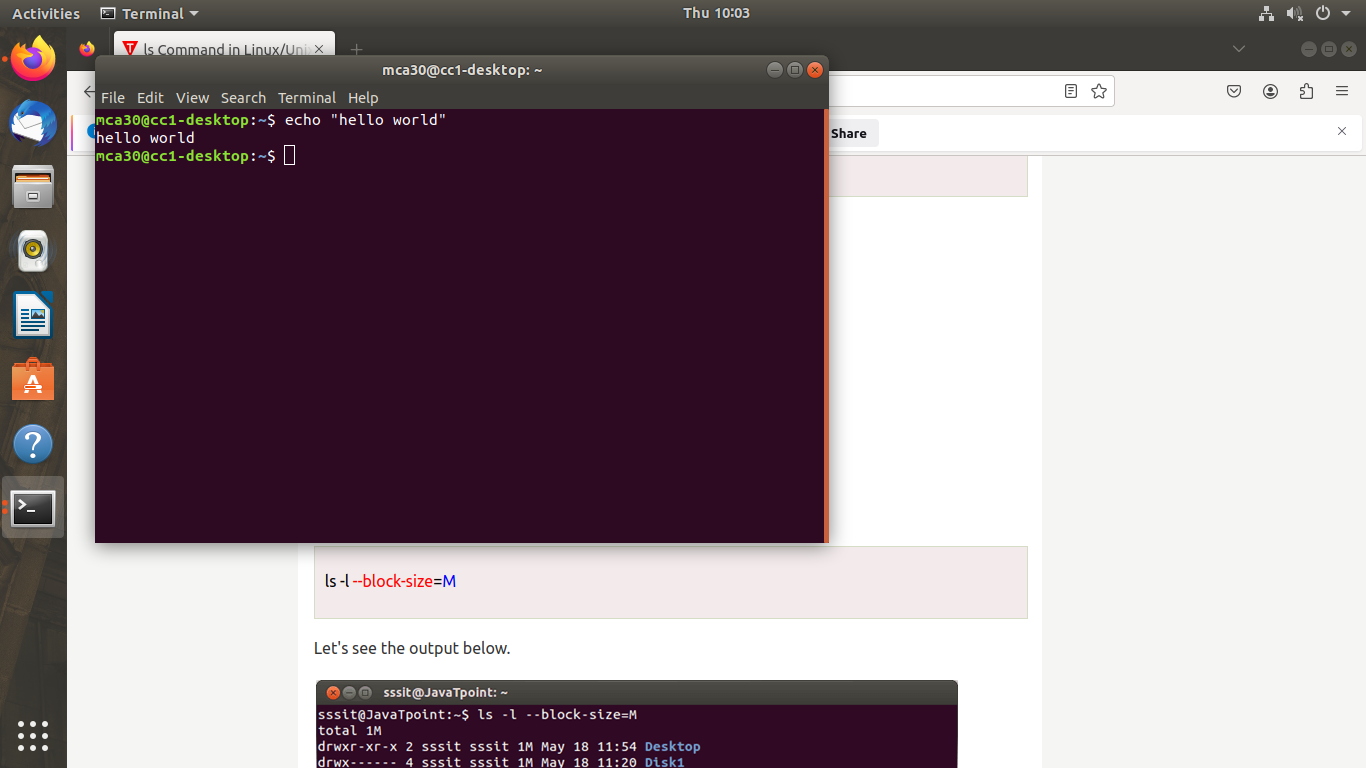 Activities
Terminal
Thu 10:03
ls Command in Linux/Uni
mca30@cc1-desktop: ~
File Edit View Search Terminal Help
mca30@cc1-desktop:~$ echo "hello world"
hello world
mca30@cc1-desktop:~$
Share
ls -l --block-size=M
Let's see the output below.
sssit@JavaTpoint: ~
sssit@JavaTpoint:~$ ls -l --block-size=M
total 1M
drwxr-xr-x 2 sssit sssit 1M May 18 11:54 Desktop
drwx------ 4 sssit sssit 1M May 18 11:20 Disk1